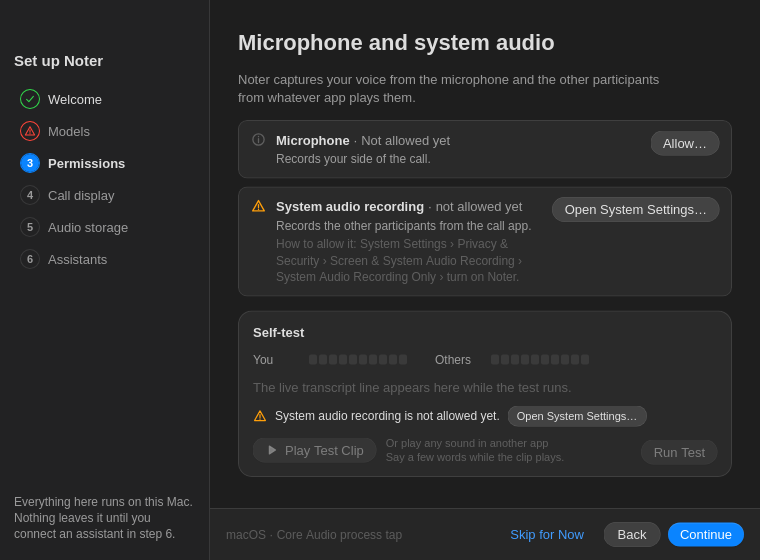 Set up Noter
Welcome
Models
3 Permissions
4 Call display
5 Audio storage
6 Assistants
Everything here runs on this Mac.
Nothing leaves it until you
connect an assistant in step 6.
Microphone and system audio
Noter captures your voice from the microphone and the other participants
from whatever app plays them.
Microphone · Not allowed yet
Records your side of the call.
Allow…
System audio recording · not allowed yet
Records the other participants from the call app.
How to allow it: System Settings › Privacy &
Security › Screen & System Audio Recording ›
System Audio Recording Only › turn on Noter.
Open System Settings…
Self-test
You
Others
The live transcript line appears here while the test runs.
System audio recording is not allowed yet.
Open System Settings…
Play Test Clip
Or play any sound in another app
Say a few words while the clip plays.
Run Test
macOS · Core Audio process tap
Skip for Now
Back
Continue